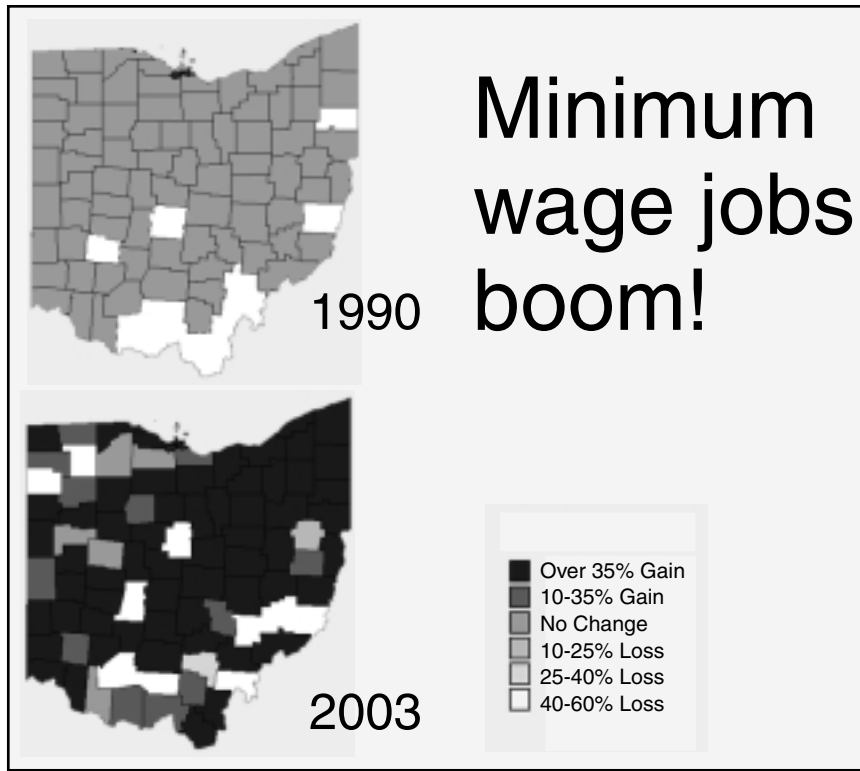 Minimum
wage jobs
boom!
1990
2003
Over 35% Gain
10-35% Gain
No Change
10-25% Loss
25-40% Loss
40-60% Loss